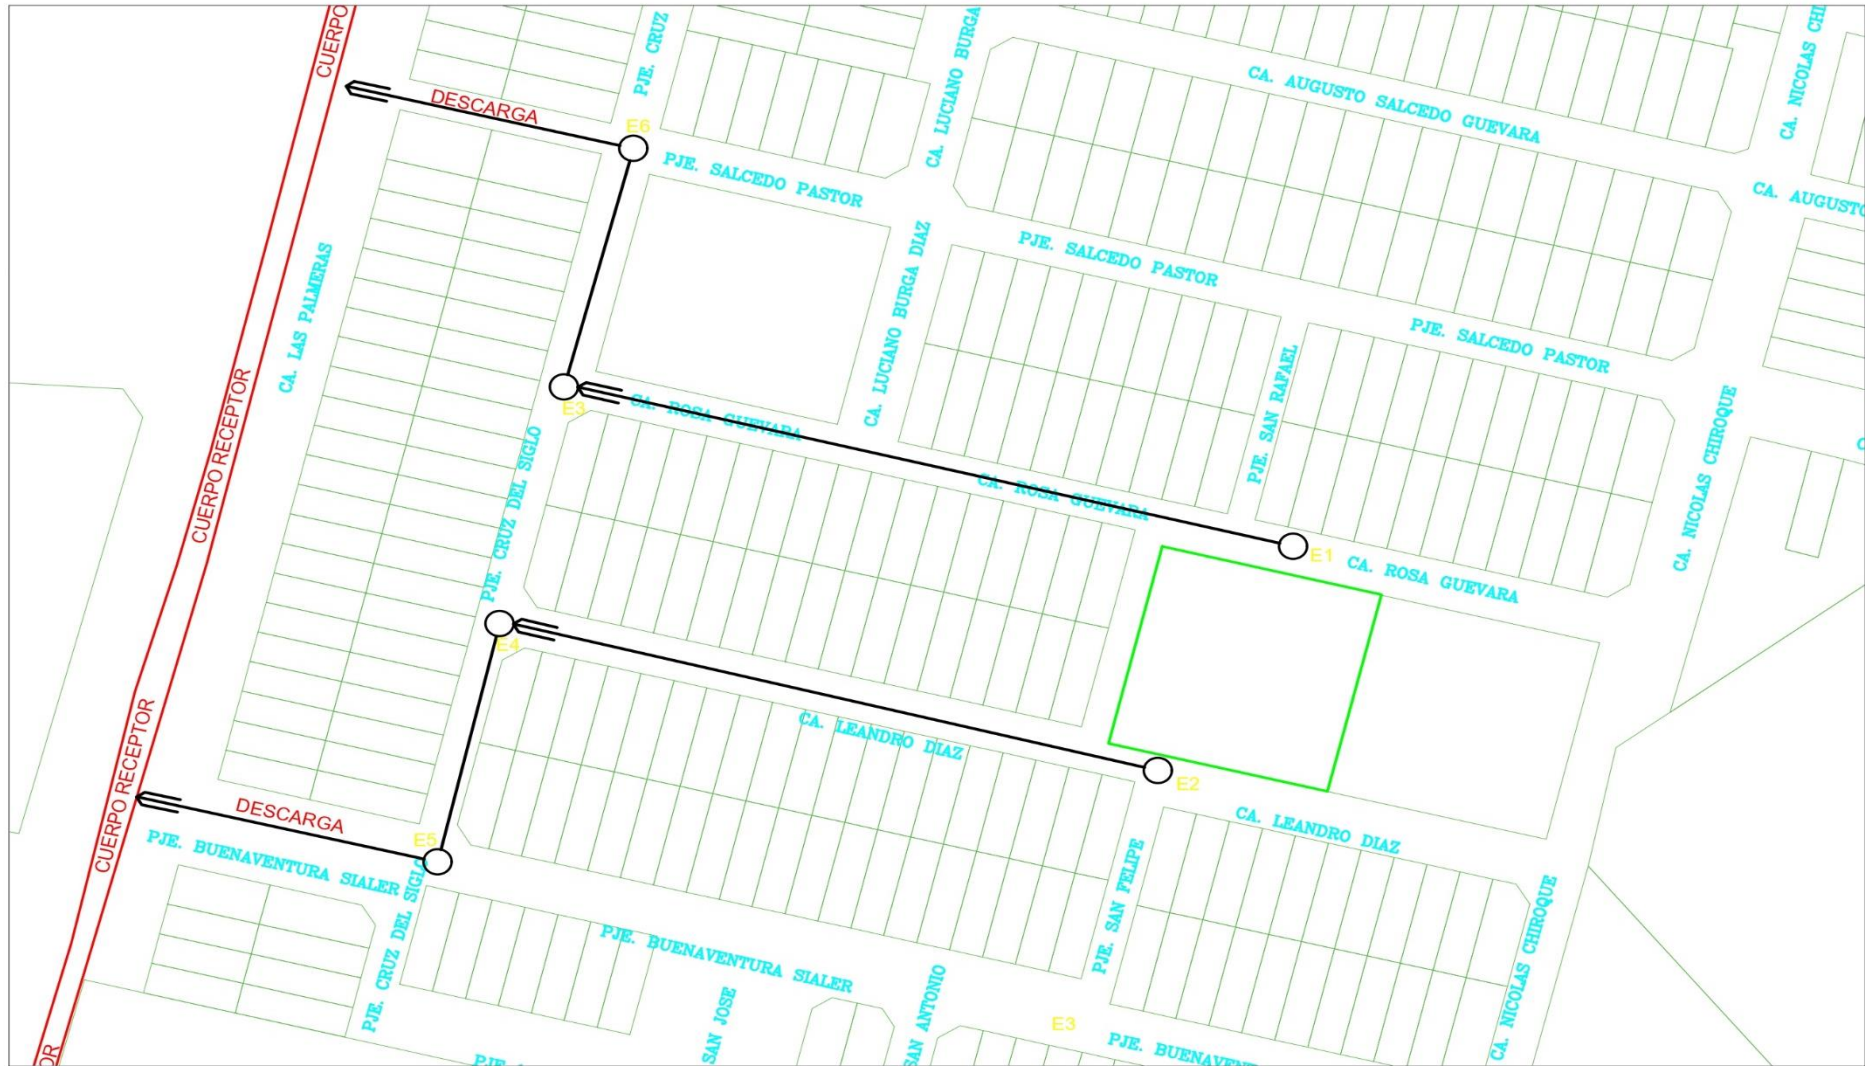 CUERPO
PJE. CRUZ
CA. LUCIANO BURGA
CA. NICOLAS CHI
CA. AUGUSTO SALCEDO GUEVARA
DESCARGA
E6
PJE. SALCEDO PASTOR
CA. AUGUSTO
CA. LAS PALMERAS
CA. LUCIANO BURGA DIAZ
PJE. SALCEDO PASTOR
PJE. SALCEDO PASTOR
PJE. SAN RAFAEL
CA. NICOLAS CHIROQUE
E3
CA. ROSA GUEVARA
CUERPO RECEPTOR
PJE. CRUZ DEL SIGLO
CA. ROSA GUEVARA
E1
CA. ROSA GUEVARA
E4
CA. LEANDRO DIAZ
E2
CUERPO RECEPTOR
DESCARGA
E5
CA. LEANDRO DIAZ
PJE. BUENAVENTURA SIALER
PJE. CRUZ DEL SIGLO
PJE. SAN FELIPE
CA. NICOLAS CHIROQUE
PJE. BUENAVENTURA SIALER
SAN JOSE
SAN ANTONIO
E3
PJE. BUENAVENT
OR
PJE.